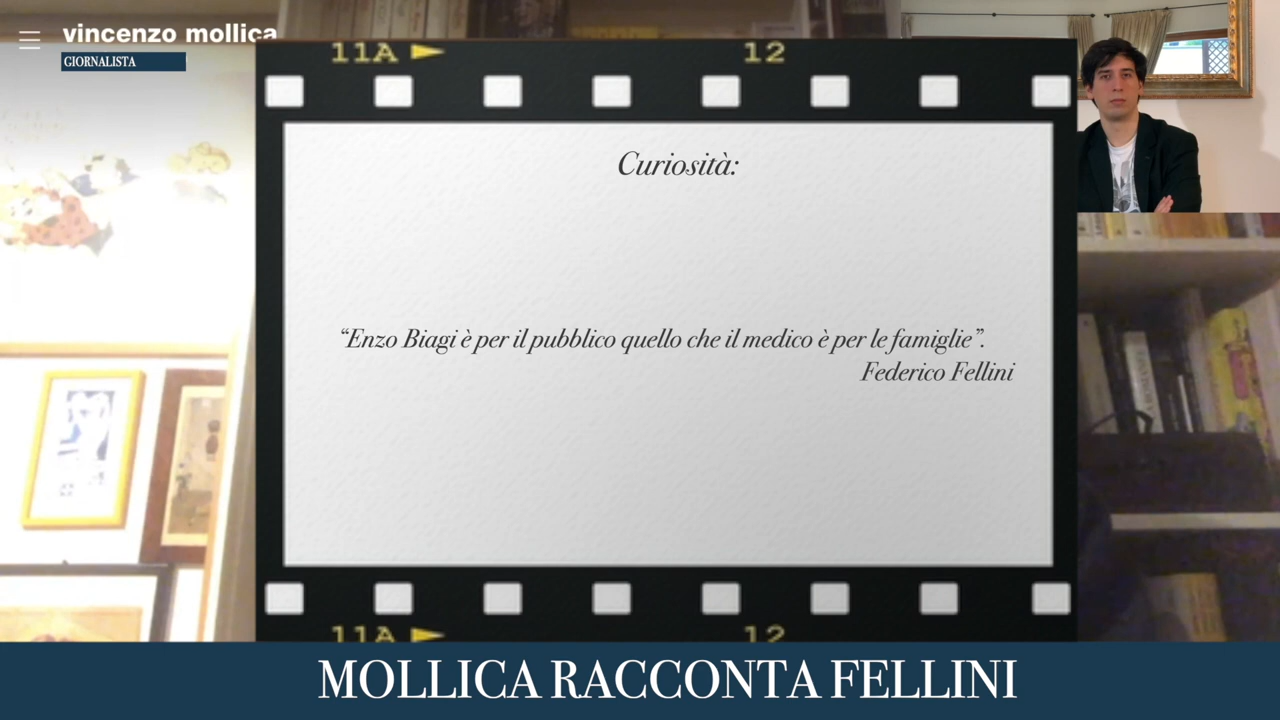 vincenzo mollica
GIORNALISTA
11A 12
Curiosità:
“Enzo Biagi è per il pubblico quello che il medico è per le famiglie”.
Federico Fellini
11A 12
MOLLICA RACCONTA FELLINI